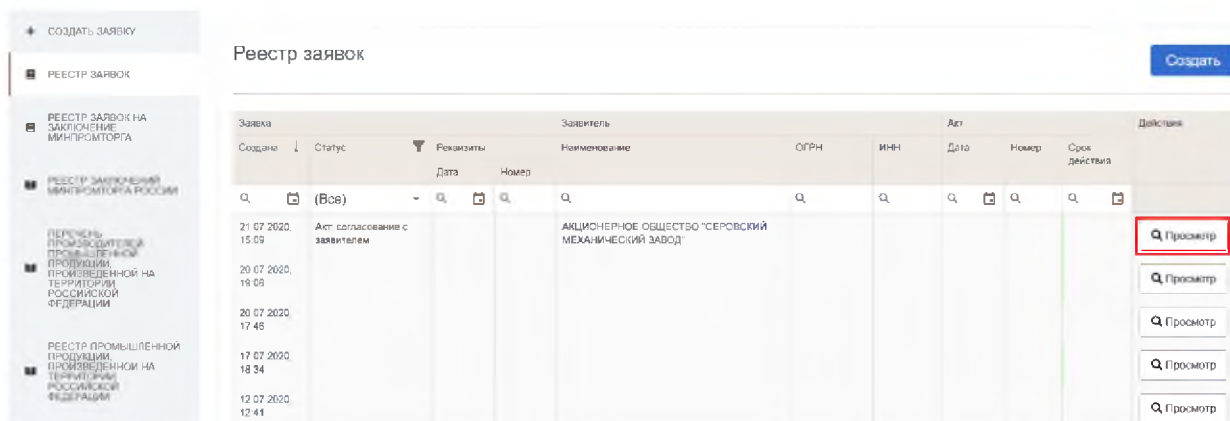 СОЗДАТЬ ЗАЯВКУ
РЕЕСТР ЗАЯВОК
РЕЕСТР ЗАЯВОК НА
ЗАКЛЮЧЕНИЕ
МИНПРОМТОРГА
РЕЕСТР ЗАКЛЮЧЕНИЙ
МИНПРОМТОРГА РОССИИ
ПЕРЕЧЕНЬ
ПРОИЗВОДИТЕЛЕЙ
ПРОМЫШЛЕННОЙ
ПРОДУКЦИИ,
ПРОИЗВЕДЕННОЙ НА
ТЕРРИТОРИИ
РОССИЙСКОЙ
ФЕДЕРАЦИИ
РЕЕСТР ПРОМЫШЛЕННОЙ
ПРОДУКЦИИ,
ПРОИЗВЕДЕННОЙ НА
ТЕРРИТОРИИ
РОССИЙСКОЙ
ФЕДЕРАЦИИ
Реестр заявок
Создать
Заявка Заявитель Акт Действия
Создана Статус Реквизиты Наименование ОГРН ИНН Дата Номер Срок
действия
Дата Номер
(Все)
21.07.2020, Акт: согласование с АКЦИОНЕРНОЕ ОБЩЕСТВО "СЕРОВСКИЙ Просмотр
15:09 заявителем МЕХАНИЧЕСКИЙ ЗАВОД"
20.07.2020, Просмотр
19:06
20.07.2020, Просмотр
17:46
17.07.2020, Просмотр
18:34
12.07.2020, Просмотр
12:41